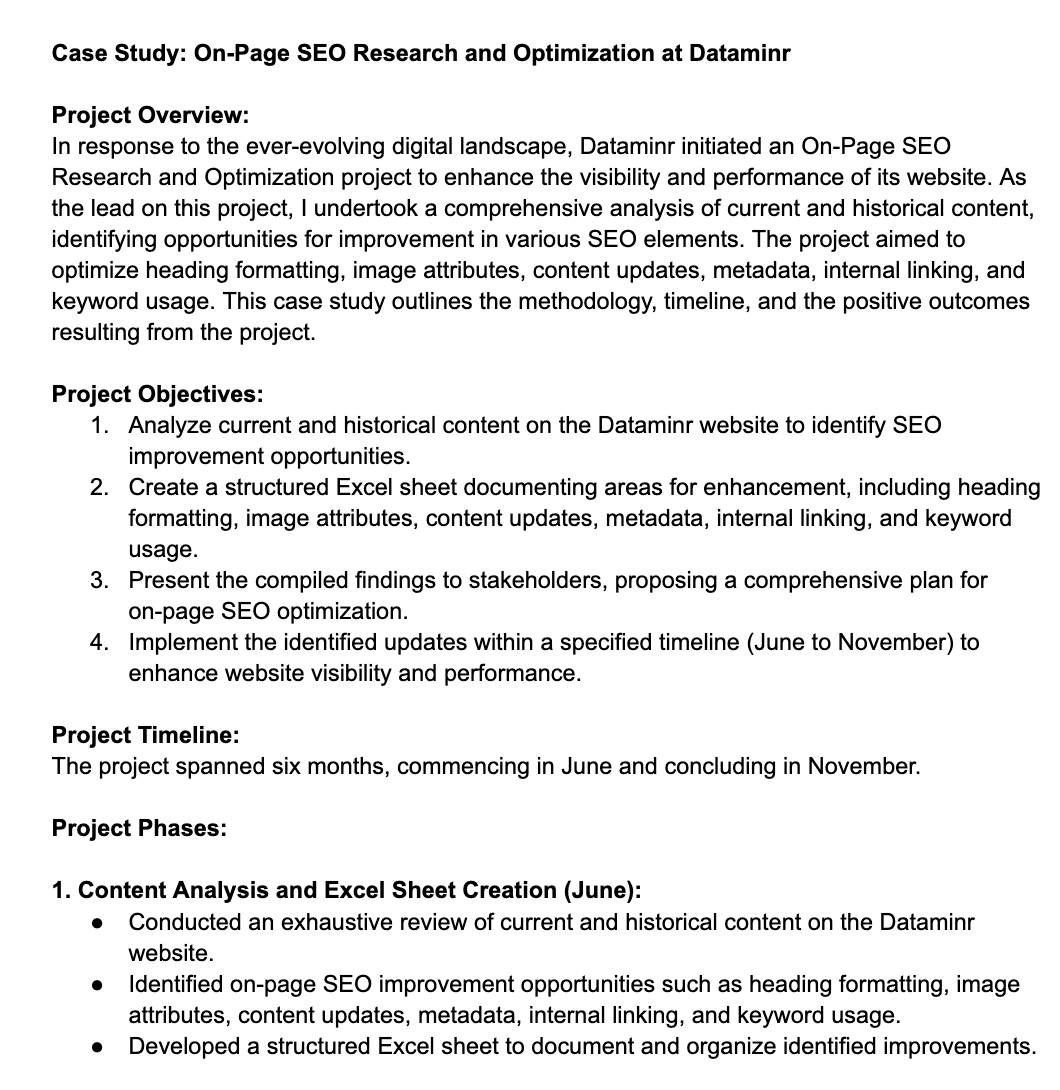 Case Study: On-Page SEO Research and Optimization at Dataminr
Project Overview:
In response to the ever-evolving digital landscape, Dataminr initiated an On-Page SEO
Research and Optimization project to enhance the visibility and performance of its website. As
the lead on this project, I undertook a comprehensive analysis of current and historical content,
identifying opportunities for improvement in various SEO elements. The project aimed to
optimize heading formatting, image attributes, content updates, metadata, internal linking, and
keyword usage. This case study outlines the methodology, timeline, and the positive outcomes
resulting from the project.
Project Objectives:
1. Analyze current and historical content on the Dataminr website to identify SEO
improvement opportunities.
2. Create a structured Excel sheet documenting areas for enhancement, including heading
formatting, image attributes, content updates, metadata, internal linking, and keyword
usage.
3. Present the compiled findings to stakeholders, proposing a comprehensive plan for
on-page SEO optimization.
4. Implement the identified updates within a specified timeline (June to November) to
enhance website visibility and performance.
Project Timeline:
The project spanned six months, commencing in June and concluding in November.
Project Phases:
1. Content Analysis and Excel Sheet Creation (June):
● Conducted an exhaustive review of current and historical content on the Dataminr
website.
● Identified on-page SEO improvement opportunities such as heading formatting, image
attributes, content updates, metadata, internal linking, and keyword usage.
● Developed a structured Excel sheet to document and organize identified improvements.